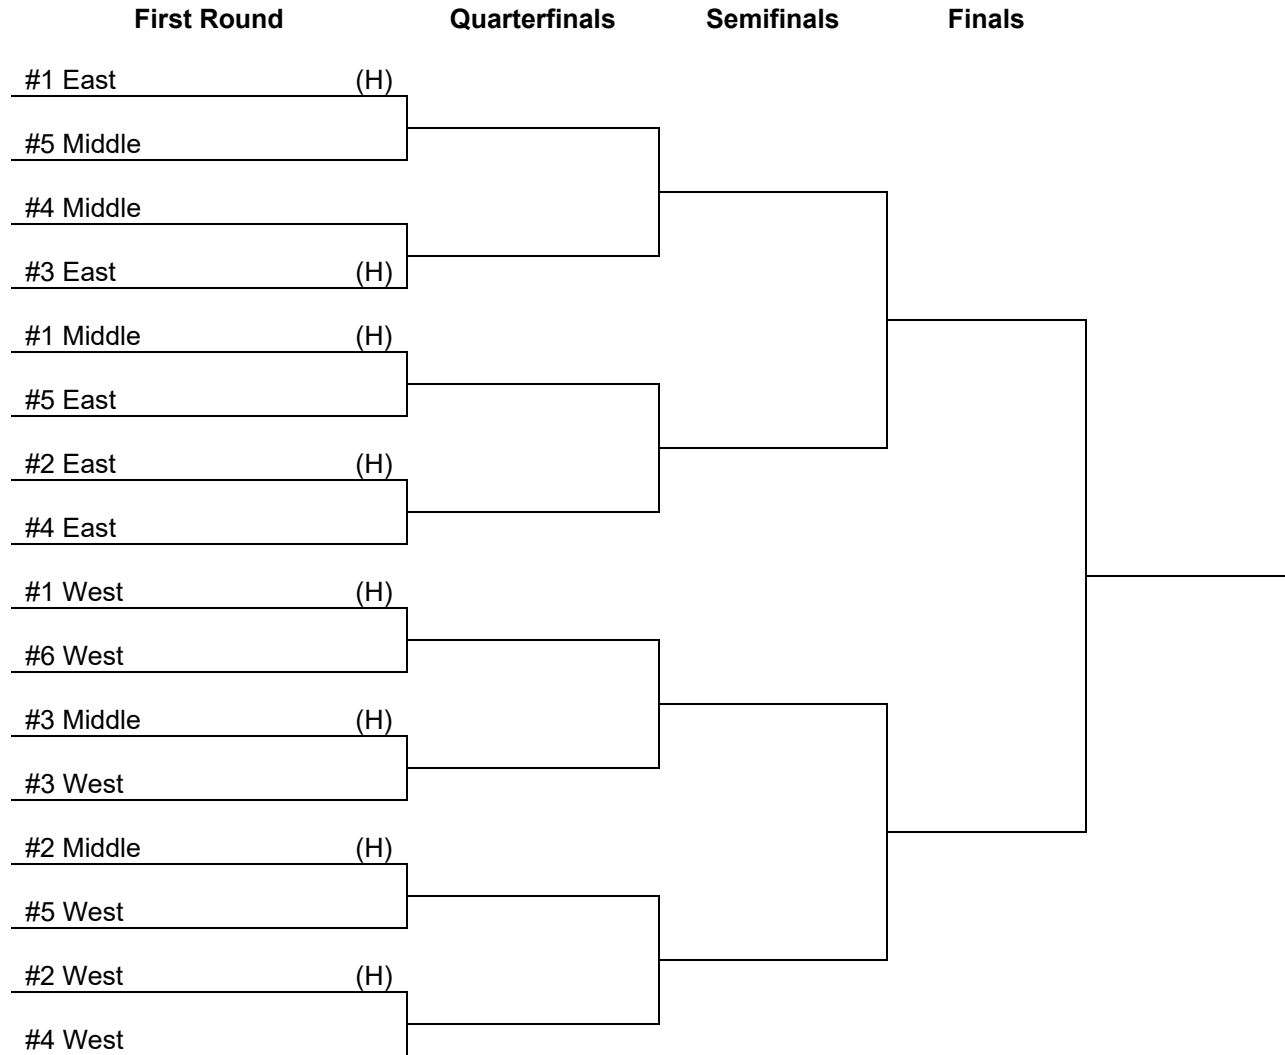 First Round Quarterfinals Semifinals Finals
#1 East (H)
#5 Middle
#4 Middle
#3 East (H)
#1 Middle (H)
#5 East
#2 East (H)
#4 East
#1 West (H)
#6 West
#3 Middle (H)
#3 West
#2 Middle (H)
#5 West
#2 West (H)
#4 West